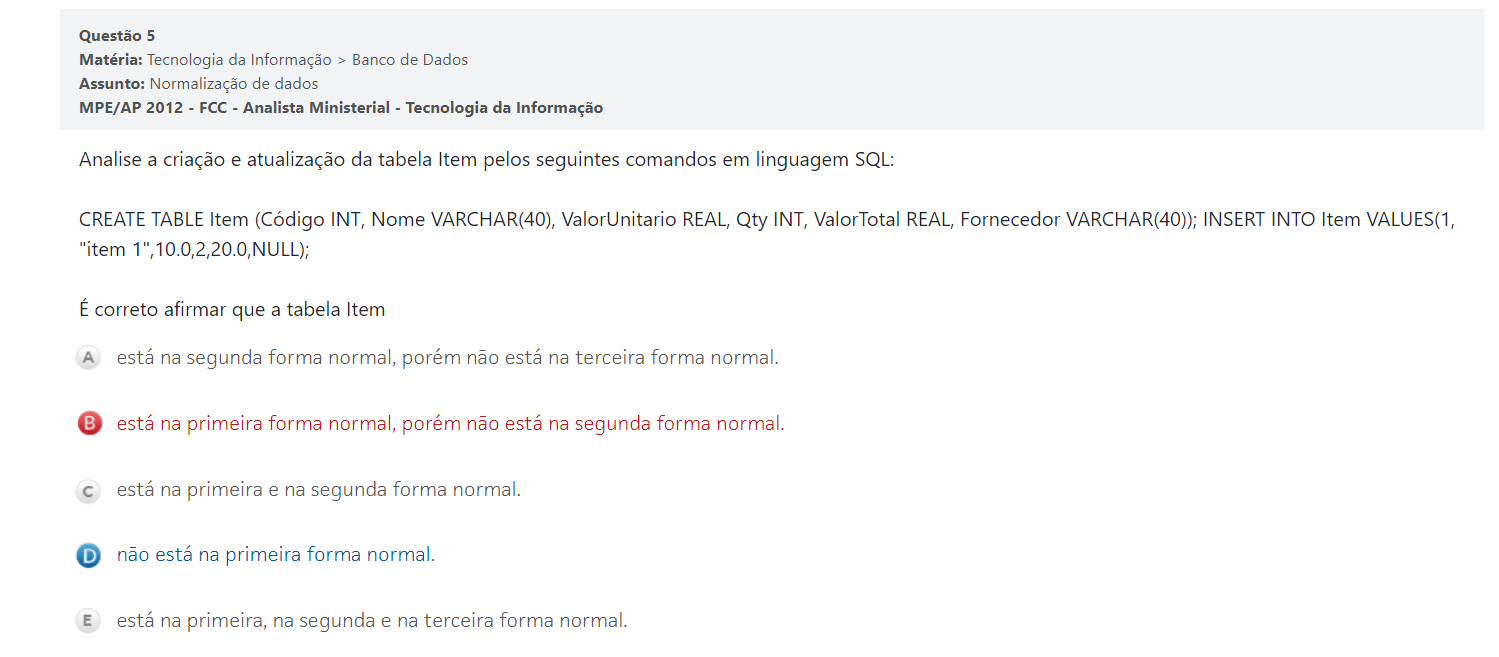 Questão 5
Matéria: Tecnologia da Informação > Banco de Dados
Assunto: Normalização de dados
MPE/AP 2012 - FCC - Analista Ministerial - Tecnologia da Informação
Analise a criação e atualização da tabela Item pelos seguintes comandos em linguagem SQL:
CREATE TABLE Item (Código INT, Nome VARCHAR(40), ValorUnitario REAL, Qty INT, ValorTotal REAL, Fornecedor VARCHAR(40)); INSERT INTO Item VALUES(1,
"item 1",10.0,2,20.0,NULL);
É correto afirmar que a tabela Item
A está na segunda forma normal, porém não está na terceira forma normal.
B está na primeira forma normal, porém não está na segunda forma normal.
C está na primeira e na segunda forma normal.
D não está na primeira forma normal.
E está na primeira, na segunda e na terceira forma normal.